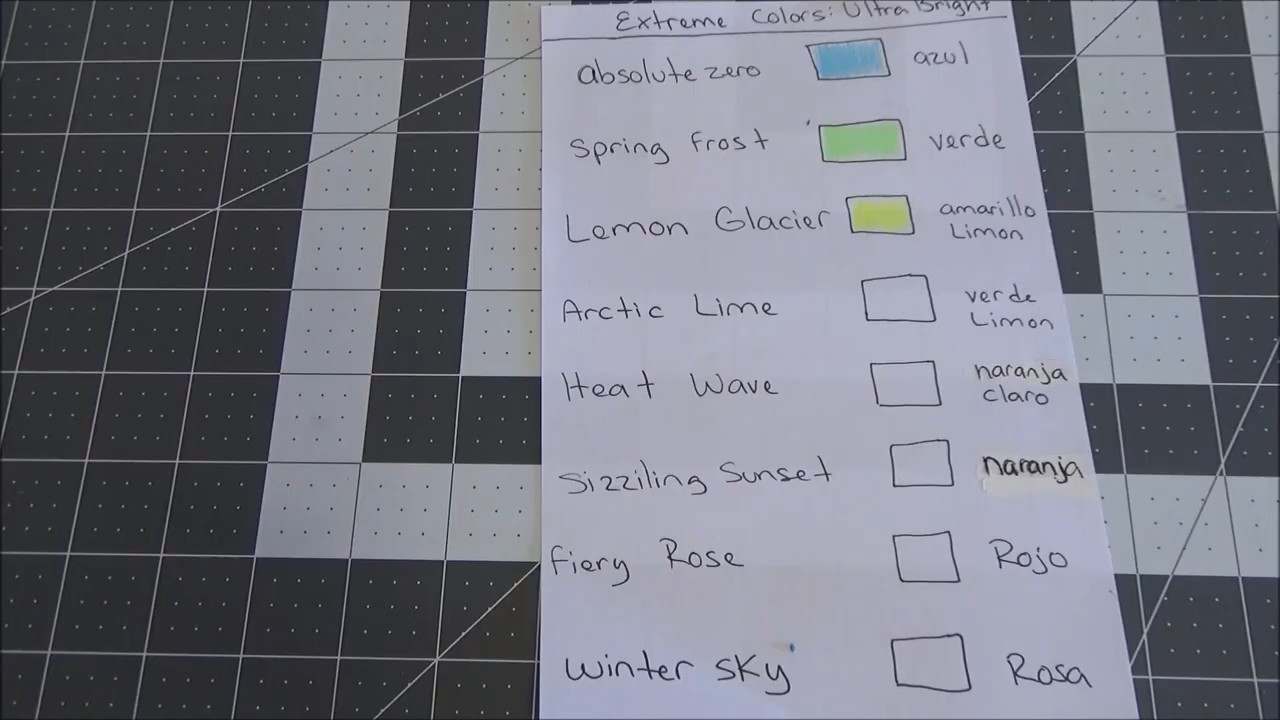 Extreme Colors: Ultra Bright
absolute zero azul
Spring Frost verde
Lemon Glacier amarillo
Limon
Arctic Lime verde
Limon
Heat Wave naranja
claro
Sizziling Sunset naranja
Fiery Rose Rojo
Winter Sky Rosa